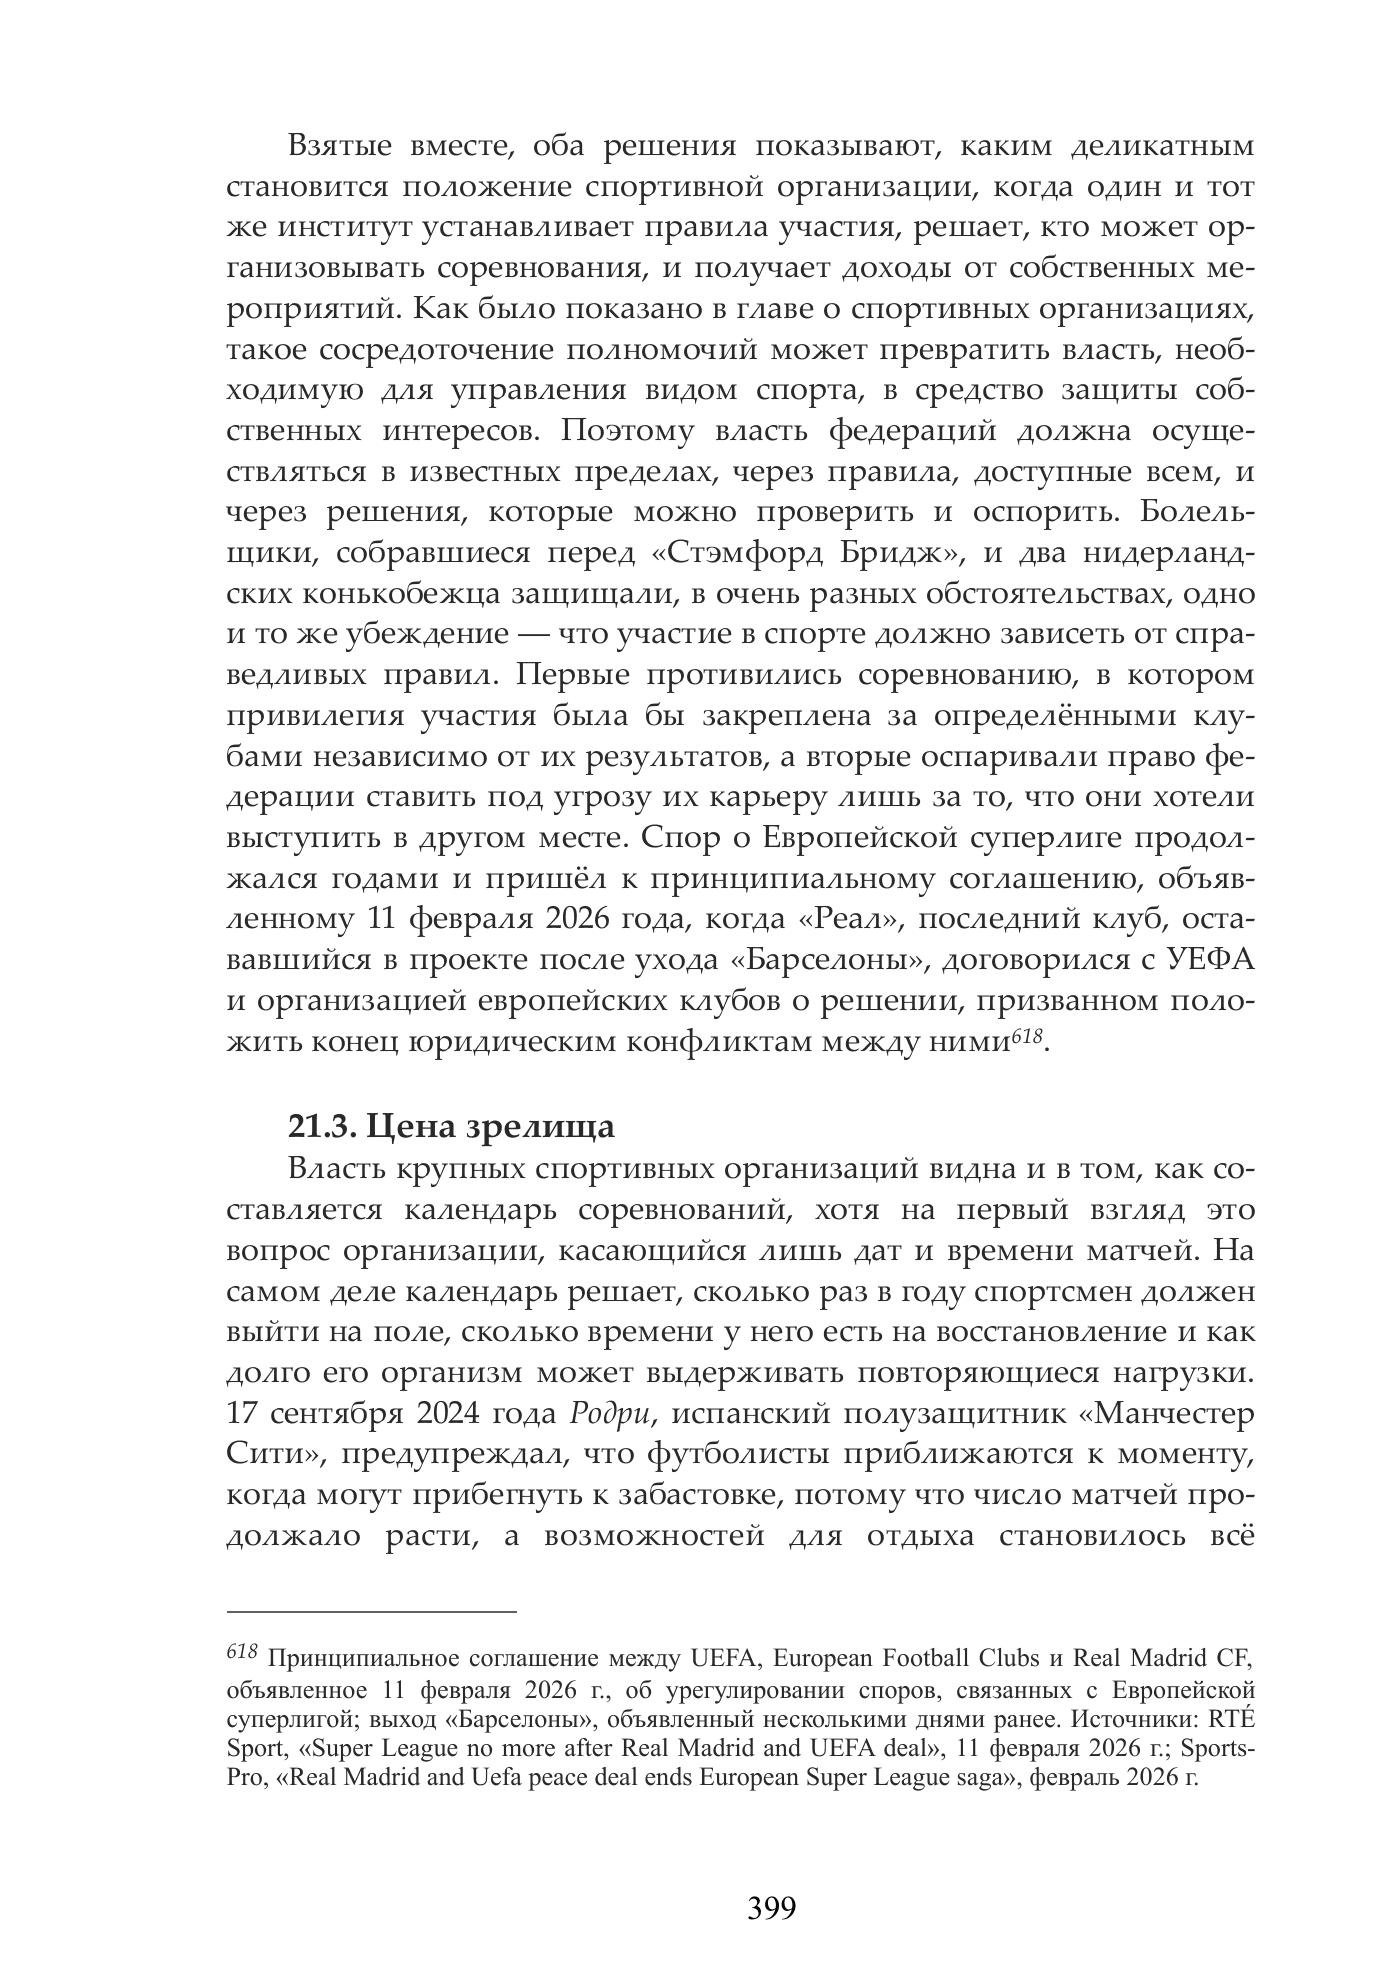 Взятые вместе, оба решения показывают, каким деликатным
становится положение спортивной организации, когда один и тот
же институт устанавливает правила участия, решает, кто может ор-
ганизовывать соревнования, и получает доходы от собственных ме-
роприятий. Как было показано в главе о спортивных организациях,
такое сосредоточение полномочий может превратить власть, необ-
ходимую для управления видом спорта, в средство защиты соб-
ственных интересов. Поэтому власть федераций должна осуще-
ствляться в известных пределах, через правила, доступные всем, и
через решения, которые можно проверить и оспорить. Болель-
щики, собравшиеся перед «Стэмфорд Бридж», и два нидерланд-
ских конькобежца защищали, в очень разных обстоятельствах, одно
и то же убеждение — что участие в спорте должно зависеть от спра-
ведливых правил. Первые противились соревнованию, в котором
привилегия участия была бы закреплена за определёнными клу-
бами независимо от их результатов, а вторые оспаривали право фе-
дерации ставить под угрозу их карьеру лишь за то, что они хотели
выступить в другом месте. Спор о Европейской суперлиге продол-
жался годами и пришёл к принципиальному соглашению, объяв-
ленному 11 февраля 2026 года, когда «Реал», последний клуб, оста-
вавшийся в проекте после ухода «Барселоны», договорился с УЕФА
и организацией европейских клубов о решении, призванном поло-
жить конец юридическим конфликтам между ними618.
21.3. Цена зрелища
Власть крупных спортивных организаций видна и в том, как со-
ставляется календарь соревнований, хотя на первый взгляд это
вопрос организации, касающийся лишь дат и времени матчей. На
самом деле календарь решает, сколько раз в году спортсмен должен
выйти на поле, сколько времени у него есть на восстановление и как
долго его организм может выдерживать повторяющиеся нагрузки.
17 сентября 2024 года Родри, испанский полузащитник «Манчестер
Сити», предупреждал, что футболисты приближаются к моменту,
когда могут прибегнуть к забастовке, потому что число матчей про-
должало расти, а возможностей для отдыха становилось всё
618 Принципиальное соглашение между UEFA, European Football Clubs и Real Madrid CF,
объявленное 11 февраля 2026 г., об урегулировании споров, связанных с Европейской
суперлигой; выход «Барселоны», объявленный несколькими днями ранее. Источники: RTÉ
Sport, «Super League no more after Real Madrid and UEFA deal», 11 февраля 2026 г.; Sports-
Pro, «Real Madrid and Uefa peace deal ends European Super League saga», февраль 2026 г.
399